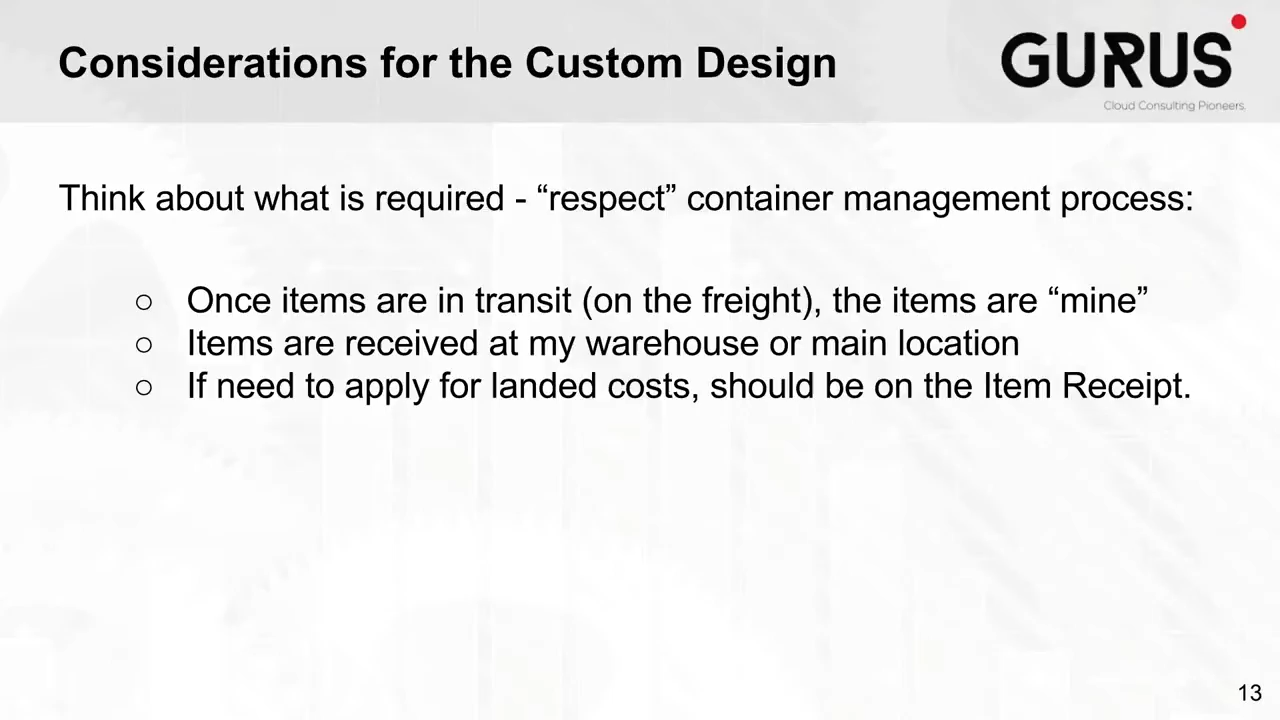 Considerations for the Custom Design
GURUS
Cloud Consulting Pioneers.
Think about what is required - “respect” container management process:
○ Once items are in transit (on the freight), the items are “mine”
○ Items are received at my warehouse or main location
○ If need to apply for landed costs, should be on the Item Receipt.
13